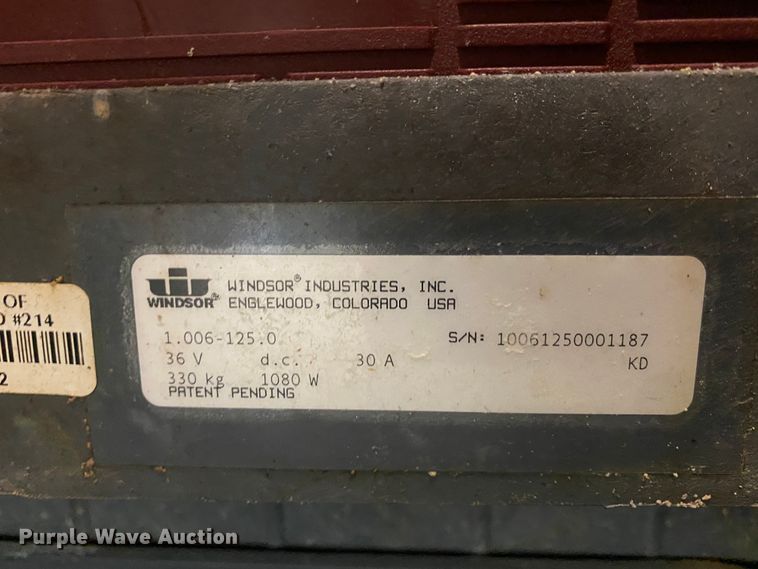 OF
#214
2
WINDSOR®
WINDSOR® INDUSTRIES, INC.
ENGLEWOOD, COLORADO USA
1.006-125.0 S/N: 10061250001187
36 V d.c. 30 A KD
330 kg 1080 W
PATENT PENDING
Purple Wave Auction